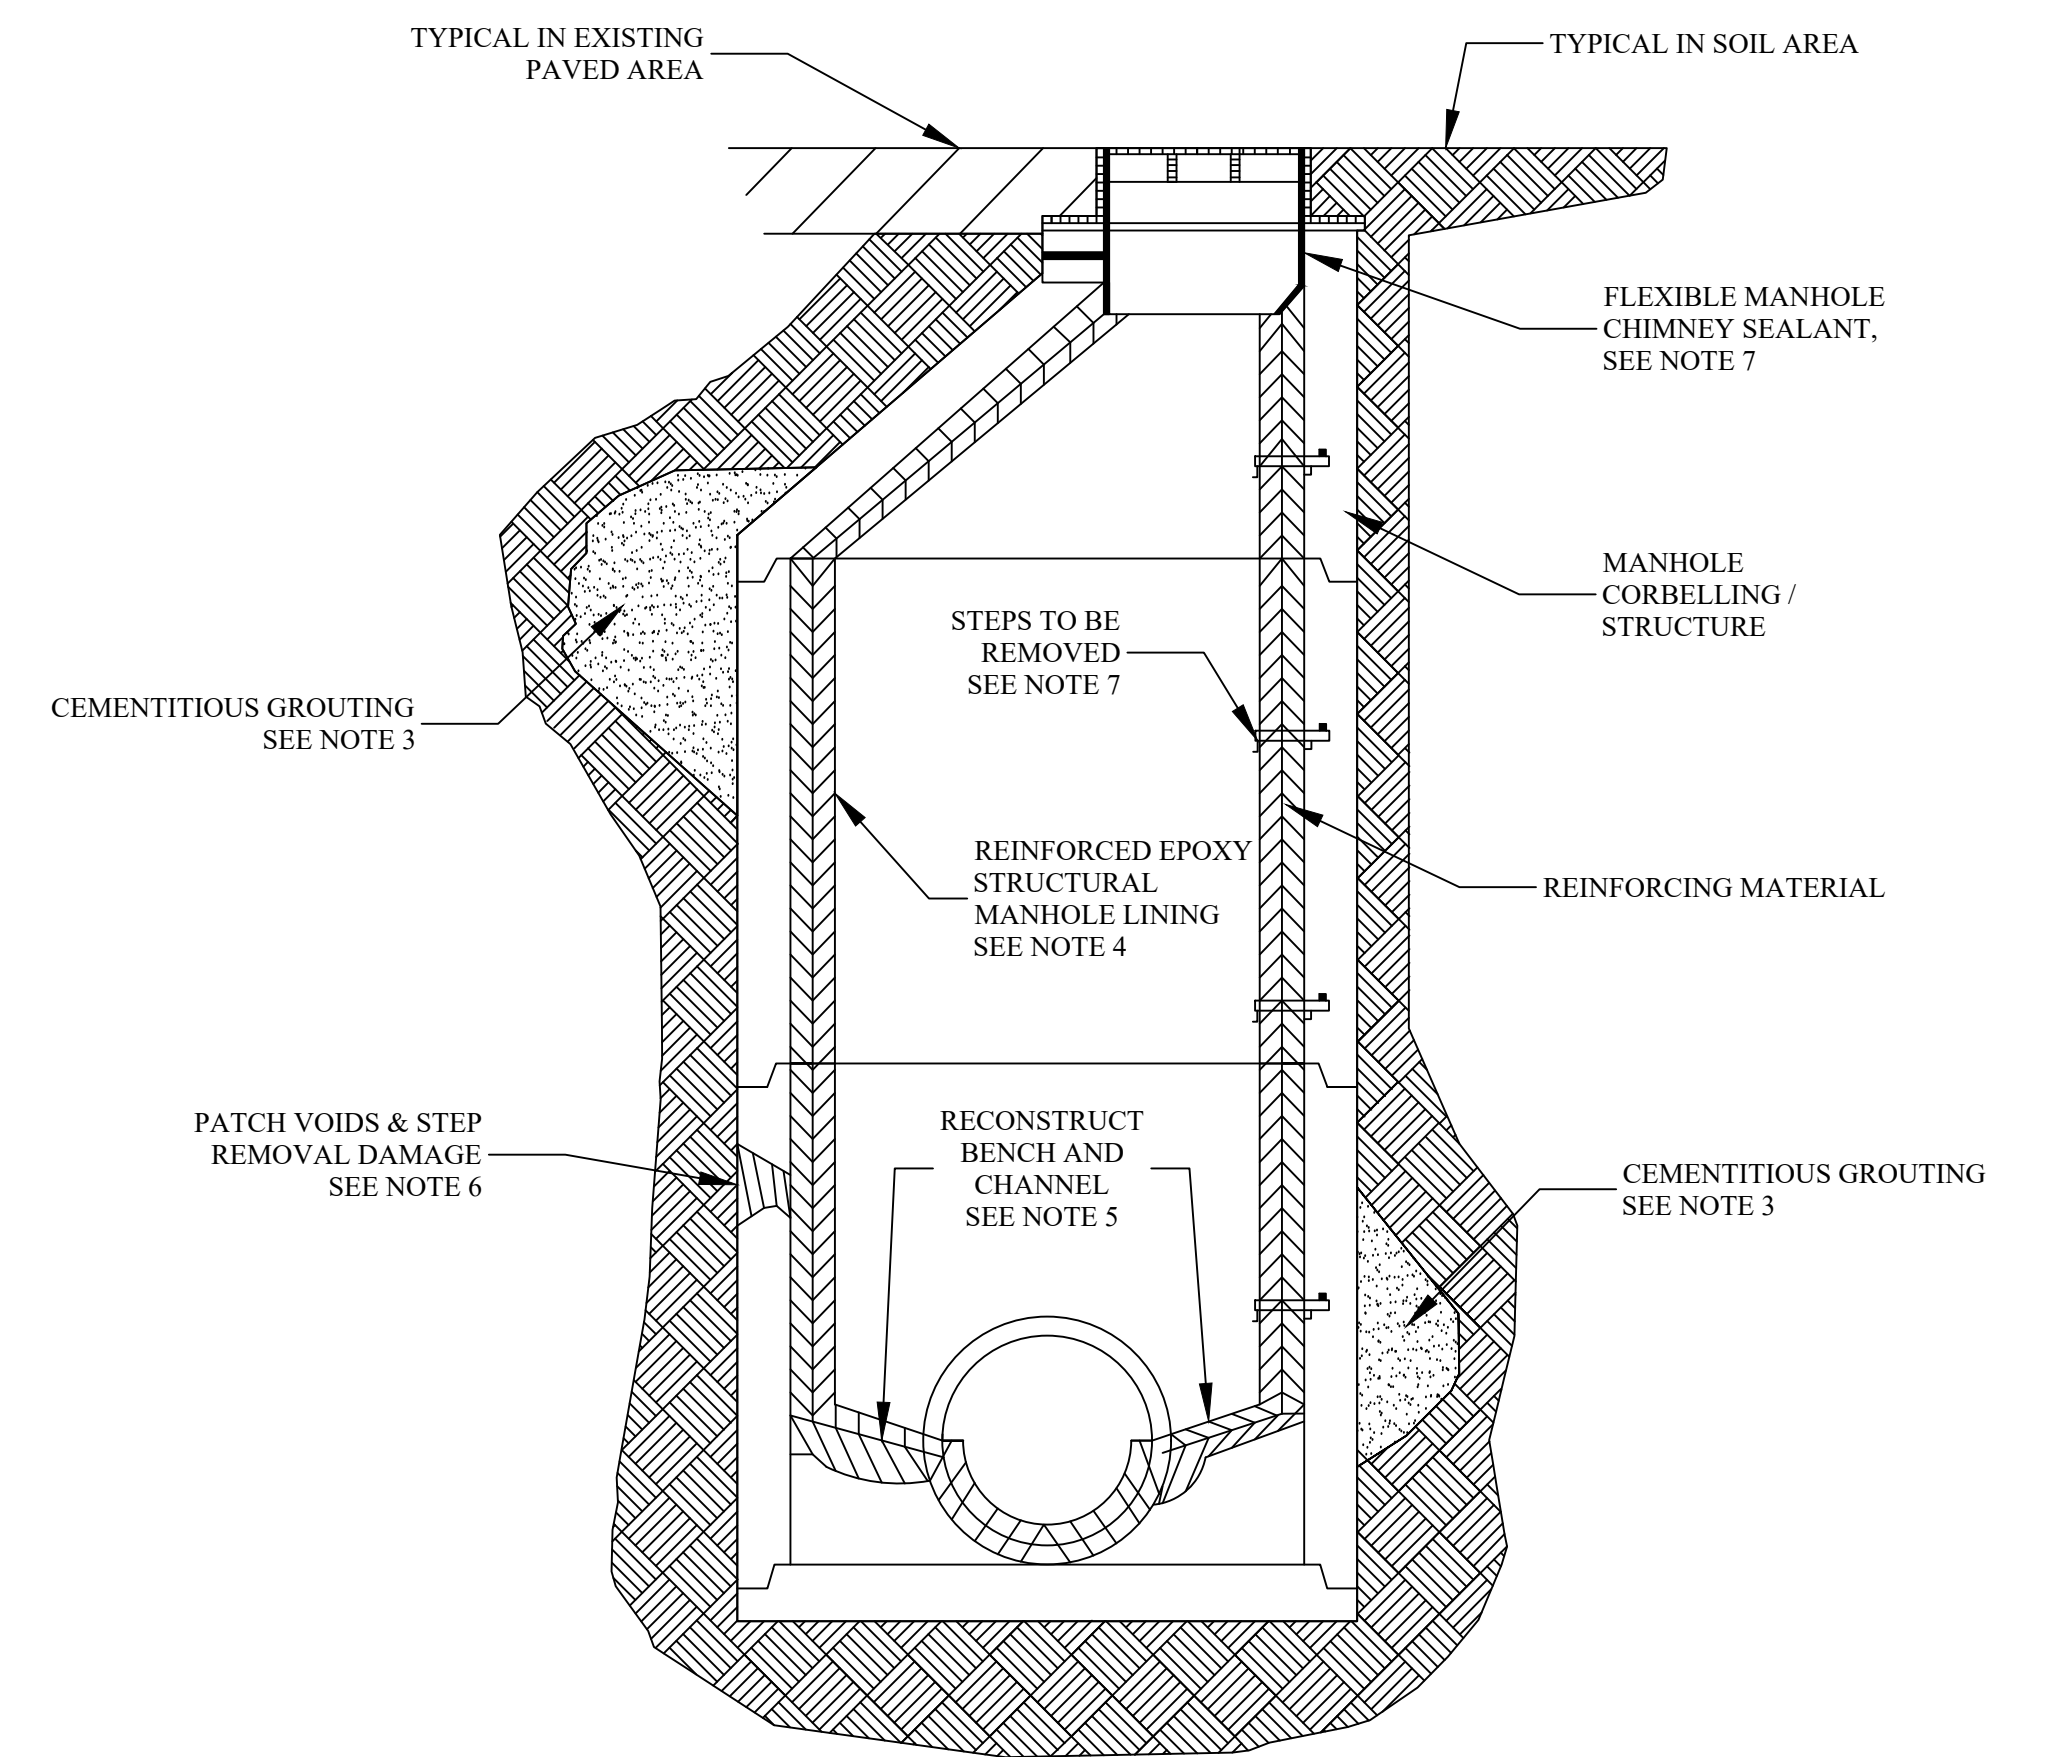 TYPICAL IN EXISTING
PAVED AREA
TYPICAL IN SOIL AREA
FLEXIBLE MANHOLE
CHIMNEY SEALANT,
SEE NOTE 7
MANHOLE
CORBELLING /
STRUCTURE
STEPS TO BE
REMOVED
SEE NOTE 7
CEMENTITIOUS GROUTING
SEE NOTE 3
REINFORCED EPOXY
STRUCTURAL
MANHOLE LINING
SEE NOTE 4
REINFORCING MATERIAL
PATCH VOIDS & STEP
REMOVAL DAMAGE
SEE NOTE 6
RECONSTRUCT
BENCH AND
CHANNEL
SEE NOTE 5
CEMENTITIOUS GROUTING
SEE NOTE 3